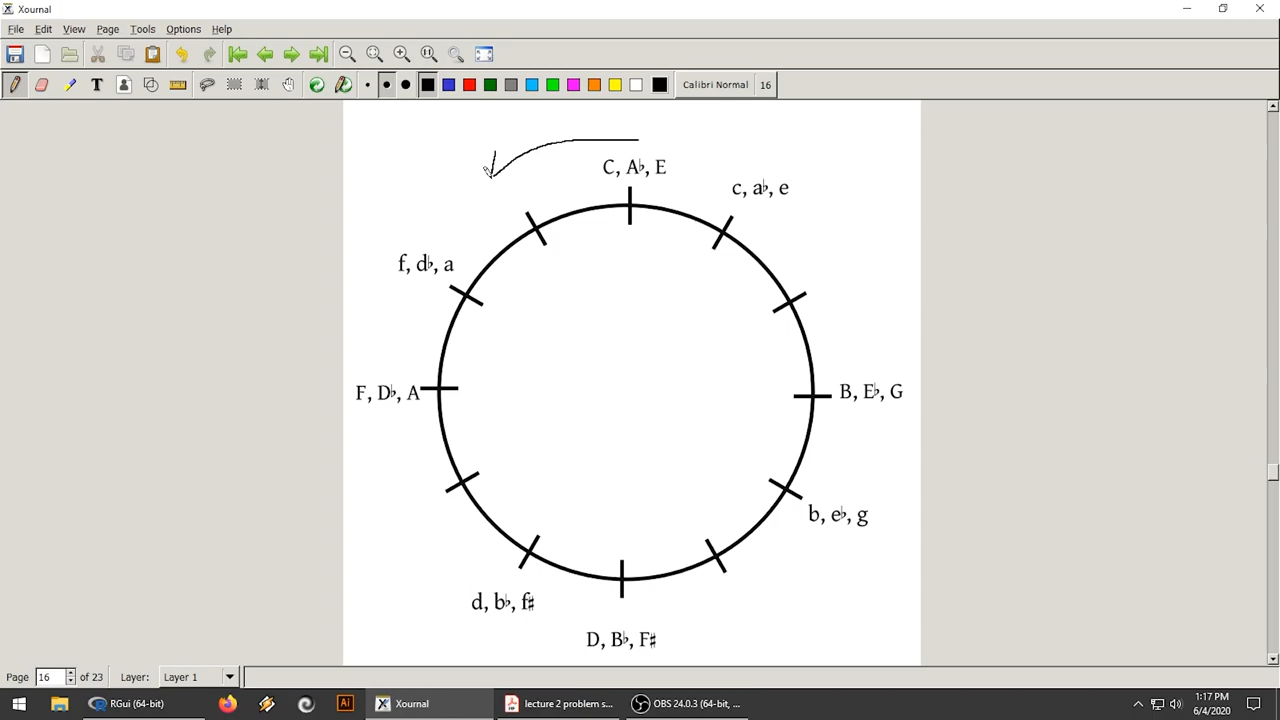 Xournal
File Edit View Page Tools Options Help
Calibri Normal 16
C, A♭, E
c, a♭, e
f, d♭, a
F, D♭, A
B, E♭, G
b, e♭, g
d, b♭, f♯
D, B♭, F♯
Page 16 of 23 Layer: Layer 1
RGui (64-bit) Xournal lecture 2 problem s... OBS 24.0.3 (64-bit, ...
1:17 PM
6/4/2020